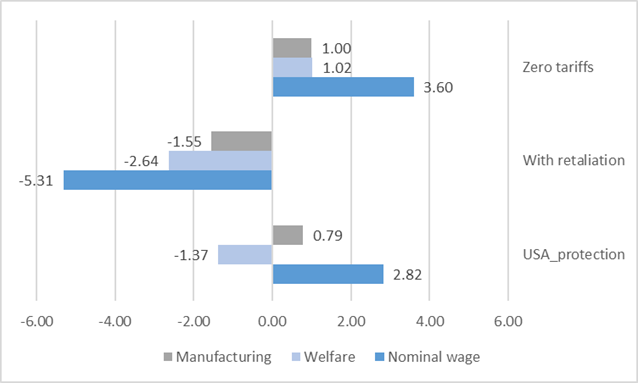 1.00
1.02
3.60
Zero tariffs
-1.55
-2.64
-5.31
With retaliation
0.79
-1.37
2.82
USA_protection
-6.00 -4.00 -2.00 0.00 2.00 4.00 6.00
Manufacturing Welfare Nominal wage